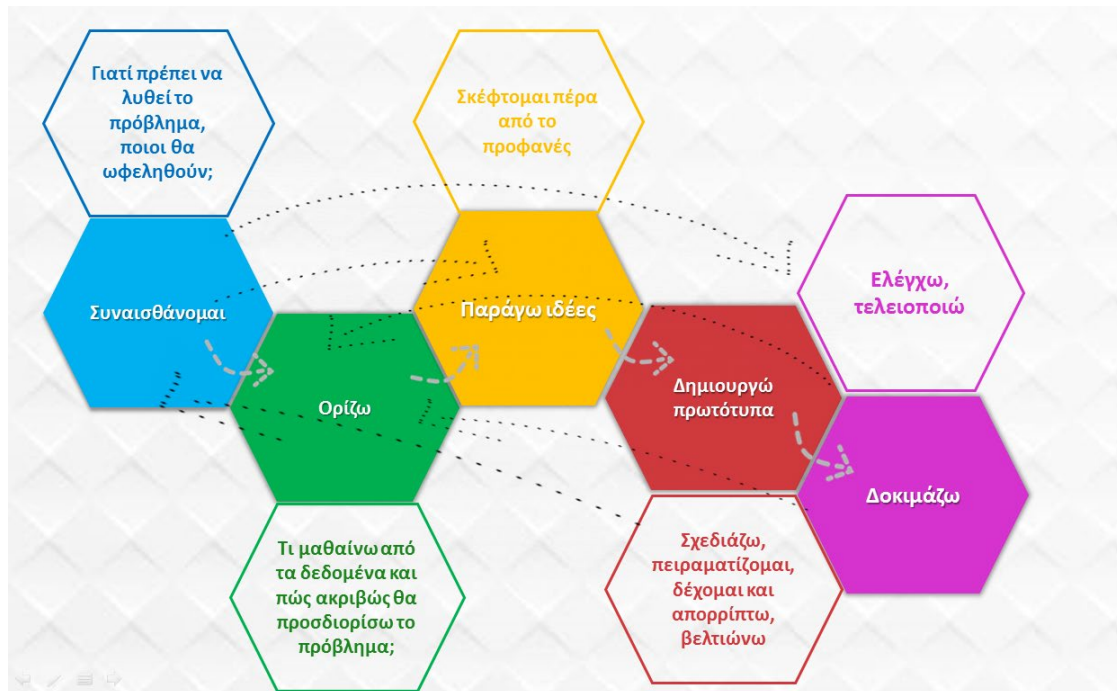 Γιατί πρέπει να
λυθεί το
πρόβλημα,
ποιοι θα
ωφεληθούν;
Σκέφτομαι πέρα
από το
προφανές
Συναισθάνομαι
Παράγω ιδέες
Ελέγχω,
τελειοποιώ
Ορίζω
Δημιουργώ
πρωτότυπα
Δοκιμάζω
Τι μαθαίνω από
τα δεδομένα και
πώς ακριβώς θα
προσδιορίσω το
πρόβλημα;
Σχεδιάζω,
πειραματίζομαι,
δέχομαι και
απορρίπτω,
βελτιώνω